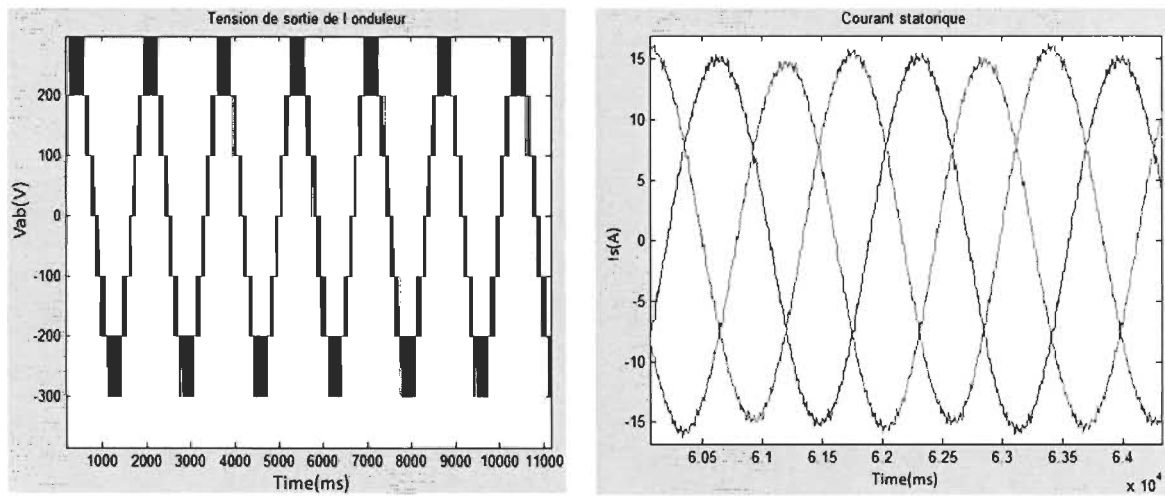 Tension de sortie de l onduleur
Vab(V)
200
100
0
-100
-200
-300
1000 2000 3000 4000 5000 6000 7000 8000 9000 10000 11000
Time(ms)
Courant statorique
Is(A)
15
10
5
0
-5
-10
-15
6.05 6.1 6.15 6.2 6.25 6.3 6.35 6.4
Time(ms)
x 10⁴